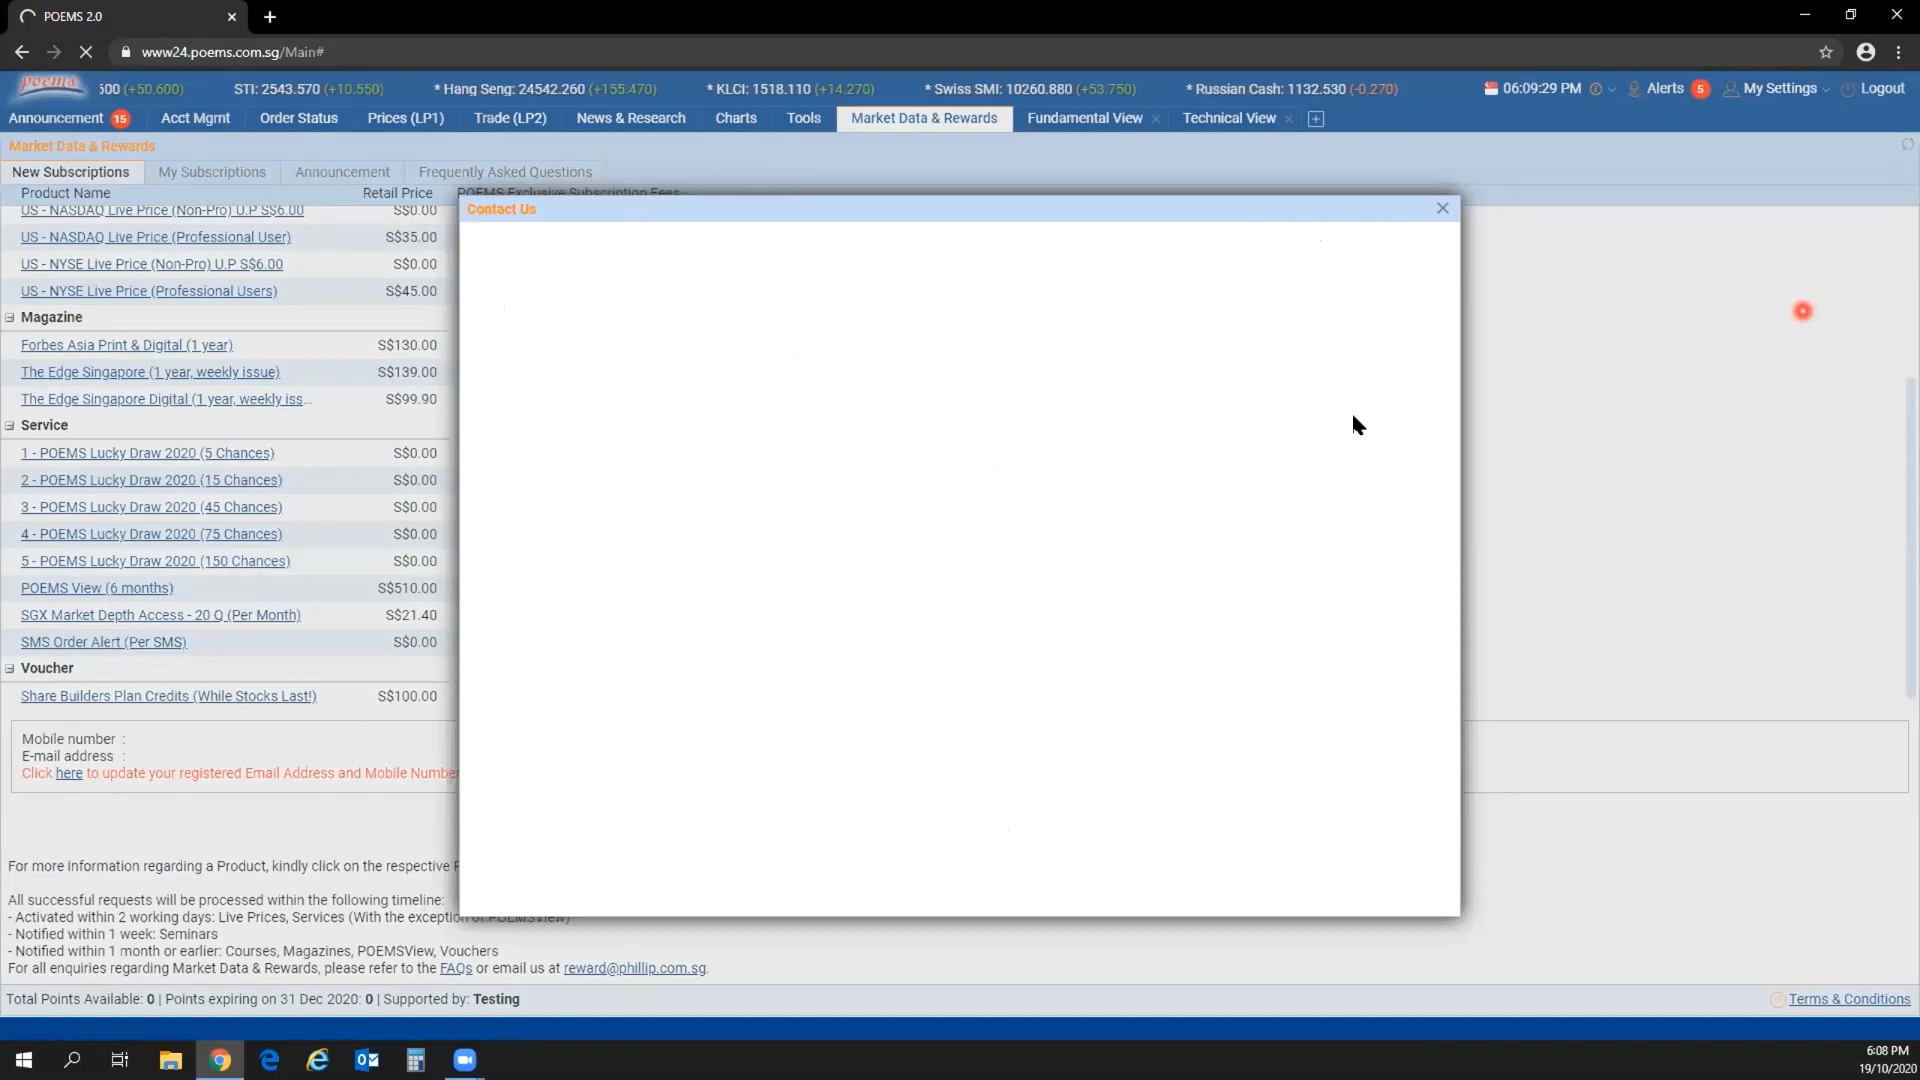 POEMS 2.0
www24.poems.com.sg/Main#
poems
500 (+50.600) STI: 2543.570 (+10.550) * Hang Seng: 24542.260 (+155.470) * KLCI: 1518.110 (+14.270) * Swiss SMI: 10260.880 (+53.750) * Russian Cash: 1132.530 (-0.270) 06:09:29 PM Alerts 5 My Settings Logout
Announcement 15 Acct Mgmt Order Status Prices (LP1) Trade (LP2) News & Research Charts Tools Market Data & Rewards Fundamental View Technical View
Market Data & Rewards
New Subscriptions My Subscriptions Announcement Frequently Asked Questions
Product Name Retail Price POEMS Exclusive Subscription Fees
US - NASDAQ Live Price (Non-Pro) U.P S$6.00 S$0.00
Contact Us
US - NASDAQ Live Price (Professional User) S$35.00
US - NYSE Live Price (Non-Pro) U.P S$6.00 S$0.00
US - NYSE Live Price (Professional Users) S$45.00
Magazine
Forbes Asia Print & Digital (1 year) S$130.00
The Edge Singapore (1 year, weekly issue) S$139.00
The Edge Singapore Digital (1 year, weekly iss... S$99.90
Service
1 - POEMS Lucky Draw 2020 (5 Chances) S$0.00
2 - POEMS Lucky Draw 2020 (15 Chances) S$0.00
3 - POEMS Lucky Draw 2020 (45 Chances) S$0.00
4 - POEMS Lucky Draw 2020 (75 Chances) S$0.00
5 - POEMS Lucky Draw 2020 (150 Chances) S$0.00
POEMS View (6 months) S$510.00
SGX Market Depth Access - 20 Q (Per Month) S$21.40
SMS Order Alert (Per SMS) S$0.00
Voucher
Share Builders Plan Credits (While Stocks Last!) S$100.00
Mobile number :
E-mail address :
Click here to update your registered Email Address and Mobile Number
For more information regarding a Product, kindly click on the respective
All successful requests will be processed within the following timeline:
- Activated within 2 working days: Live Prices, Services (With the exception of POEMSView)
- Notified within 1 week: Seminars
- Notified within 1 month or earlier: Courses, Magazines, POEMSView, Vouchers
For all enquiries regarding Market Data & Rewards, please refer to the FAQs or email us at reward@phillip.com.sg.
Total Points Available: 0 | Points expiring on 31 Dec 2020: 0 | Supported by: Testing Terms & Conditions
6:08 PM
19/10/2020